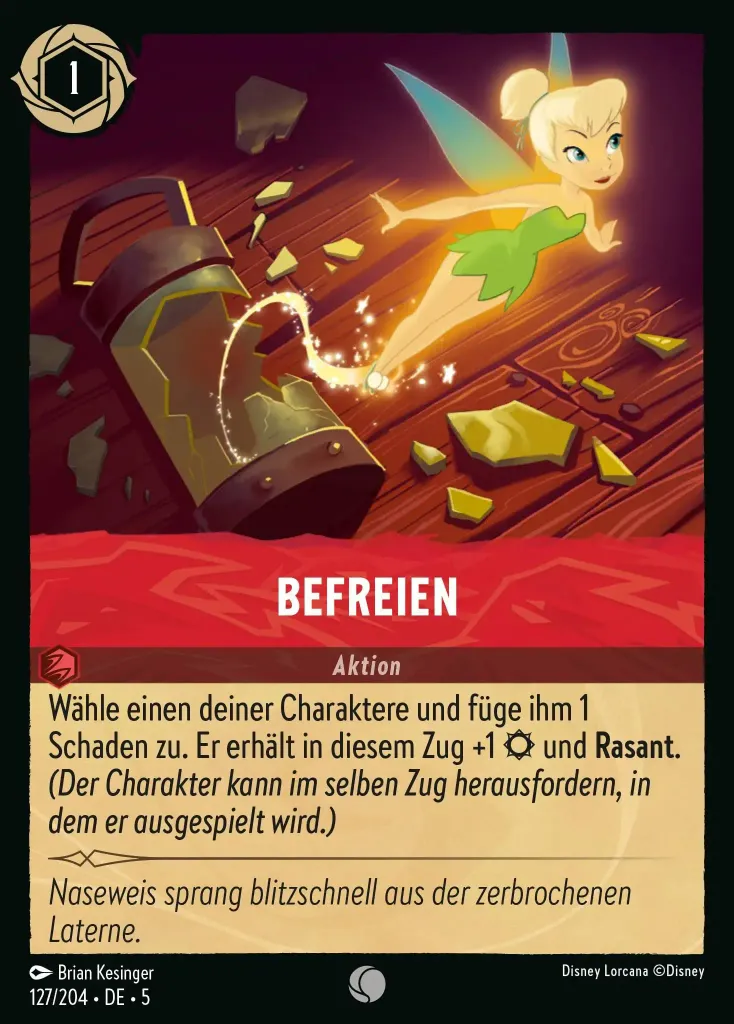 1
BEFREIEN
Aktion
Wähle einen deiner Charaktere und füge ihm 1
Schaden zu. Er erhält in diesem Zug +1 und Rasant.
(Der Charakter kann im selben Zug herausfordern, in
dem er ausgespielt wird.)
Naseweis sprang blitzschnell aus der zerbrochenen
Laterne.
Brian Kesinger
Disney Lorcana ©Disney
127/204 • DE • 5